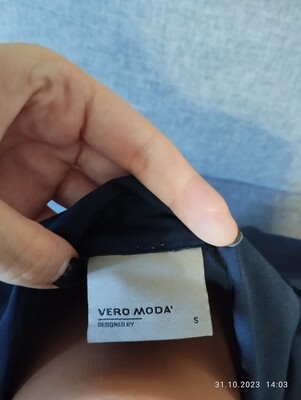 VERO MODA'
DESIGNED BY
S
31.10.2023 14:03